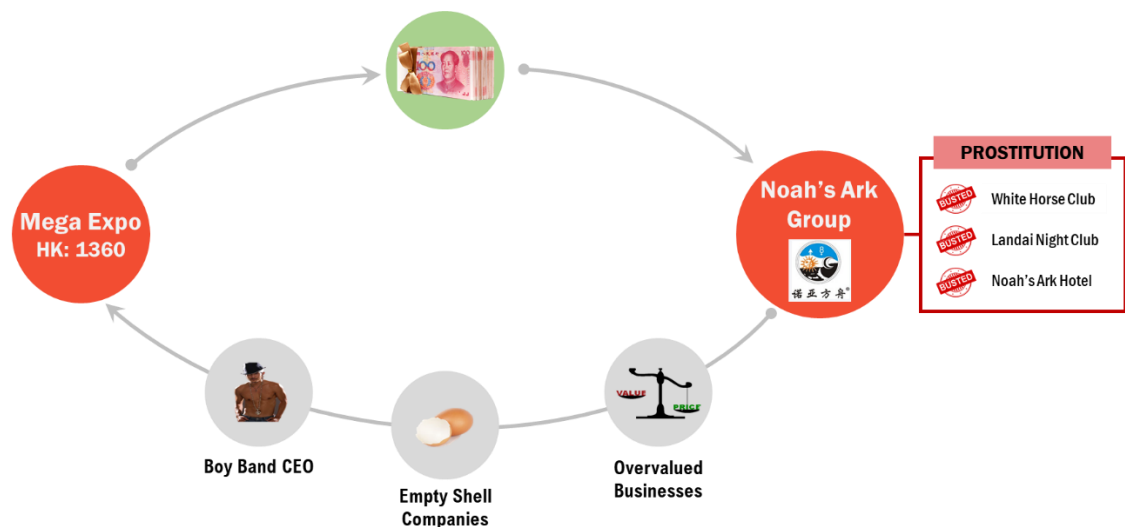 100
Mega Expo
HK: 1360
Noah's Ark
Group
诺亚方舟®
PROSTITUTION
BUSTED
White Horse Club
BUSTED
Landai Night Club
BUSTED
Noah's Ark Hotel
VALUE
PRICE
Boy Band CEO
Empty Shell
Companies
Overvalued
Businesses